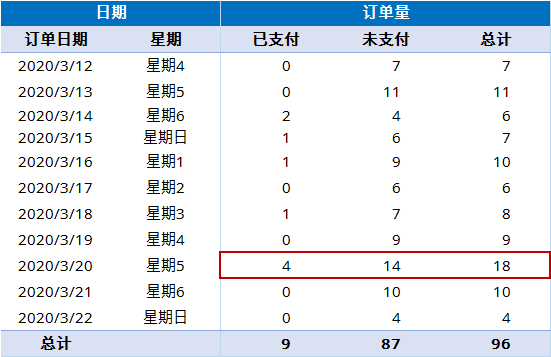 日期 订单量
订单日期 星期 已支付 未支付 总计
2020/3/12 星期4 0 7 7
2020/3/13 星期5 0 11 11
2020/3/14 星期6 2 4 6
2020/3/15 星期日 1 6 7
2020/3/16 星期1 1 9 10
2020/3/17 星期2 0 6 6
2020/3/18 星期3 1 7 8
2020/3/19 星期4 0 9 9
2020/3/20 星期5 4 14 18
2020/3/21 星期6 0 10 10
2020/3/22 星期日 0 4 4
总计 9 87 96